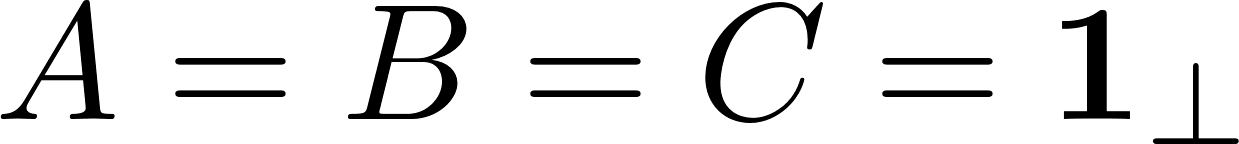 A = B = C = 𝟏⊥